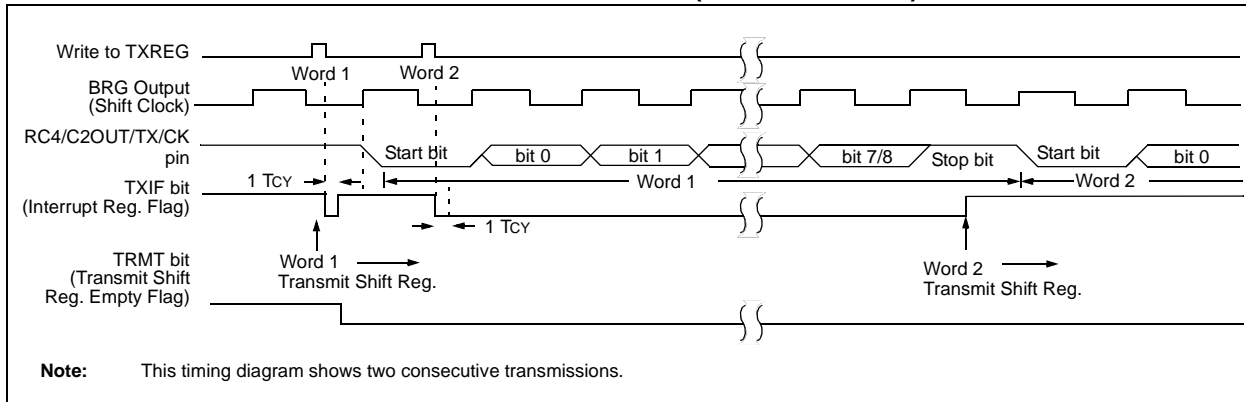 Write to TXREG
Word 1
Word 2
BRG Output
(Shift Clock)
RC4/C2OUT/TX/CK
pin
Start bit
bit 0
bit 1
bit 7/8
Stop bit
Start bit
bit 0
1 TCY
Word 1
Word 2
TXIF bit
(Interrupt Reg. Flag)
1 TCY
TRMT bit
(Transmit Shift
Reg. Empty Flag)
Word 1
Transmit Shift Reg.
Word 2
Transmit Shift Reg.
Note: This timing diagram shows two consecutive transmissions.